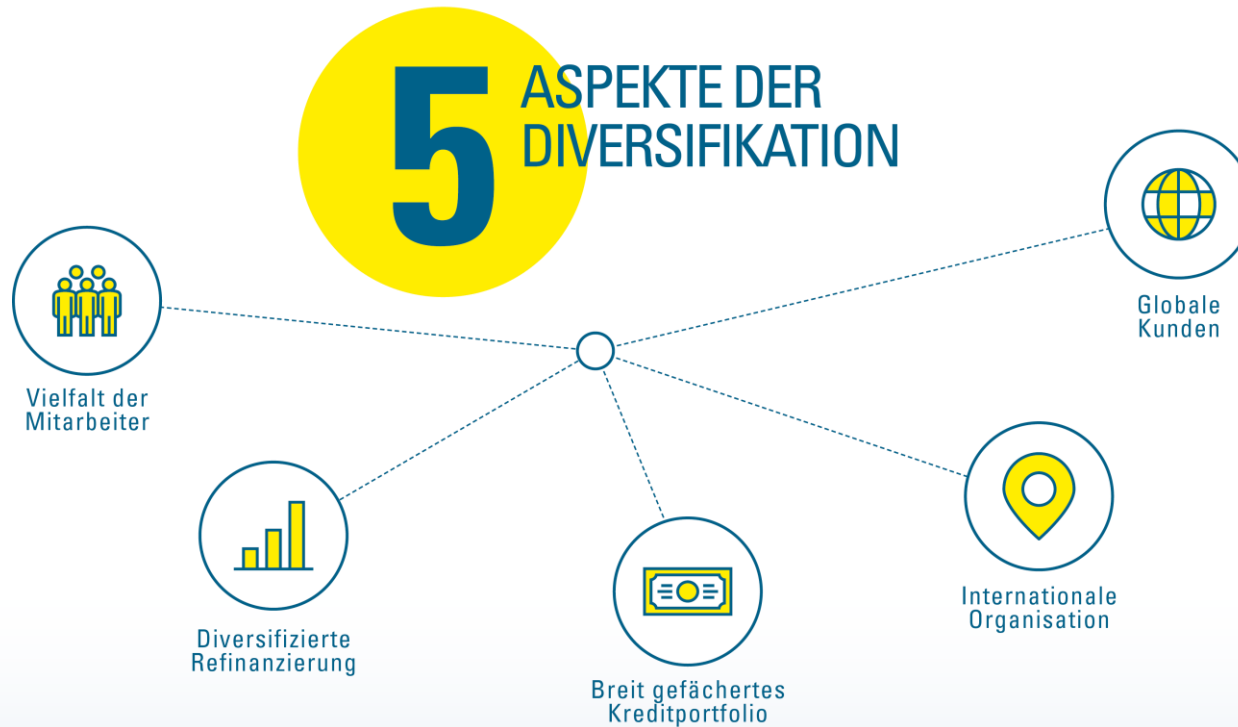 5
ASPEKTE DER
DIVERSIFIKATION
Globale
Kunden
Vielfalt der
Mitarbeiter
Internationale
Organisation
Diversifizierte
Refinanzierung
Breit gefächertes
Kreditportfolio